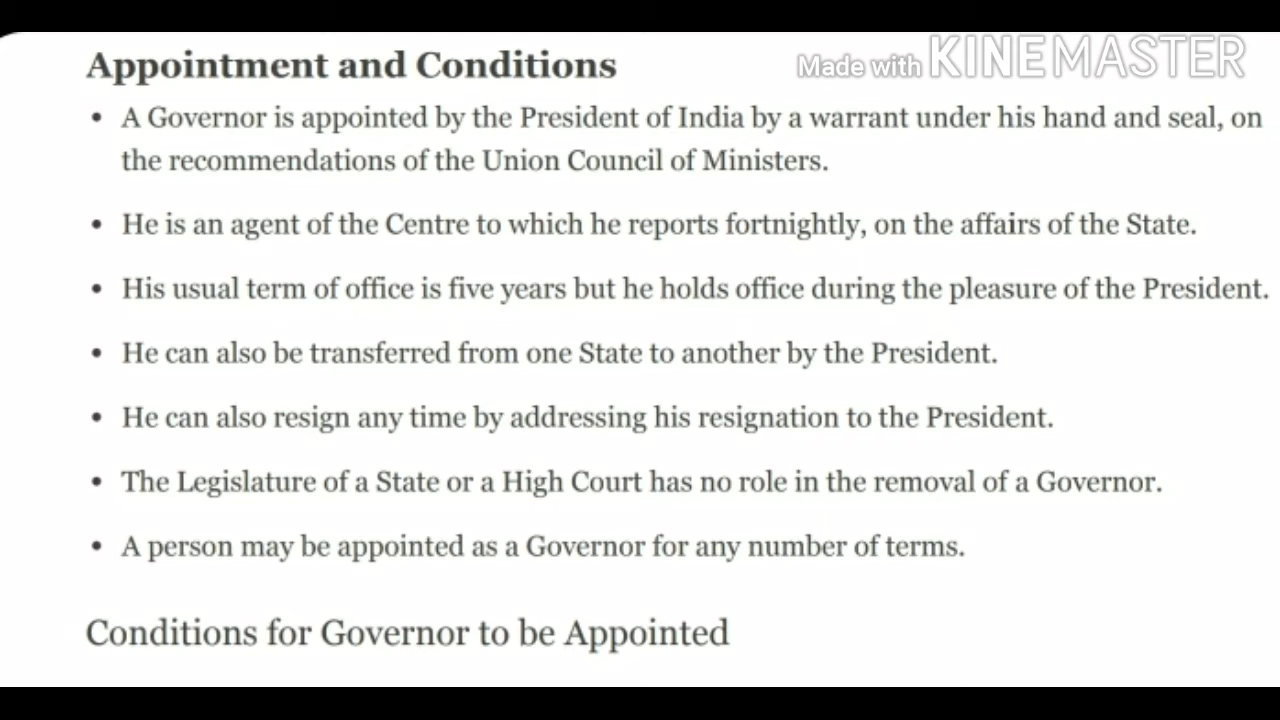 Appointment and Conditions
Made with KINEMASTER
• A Governor is appointed by the President of India by a warrant under his hand and seal, on
the recommendations of the Union Council of Ministers.
• He is an agent of the Centre to which he reports fortnightly, on the affairs of the State.
• His usual term of office is five years but he holds office during the pleasure of the President.
• He can also be transferred from one State to another by the President.
• He can also resign any time by addressing his resignation to the President.
• The Legislature of a State or a High Court has no role in the removal of a Governor.
• A person may be appointed as a Governor for any number of terms.
Conditions for Governor to be Appointed